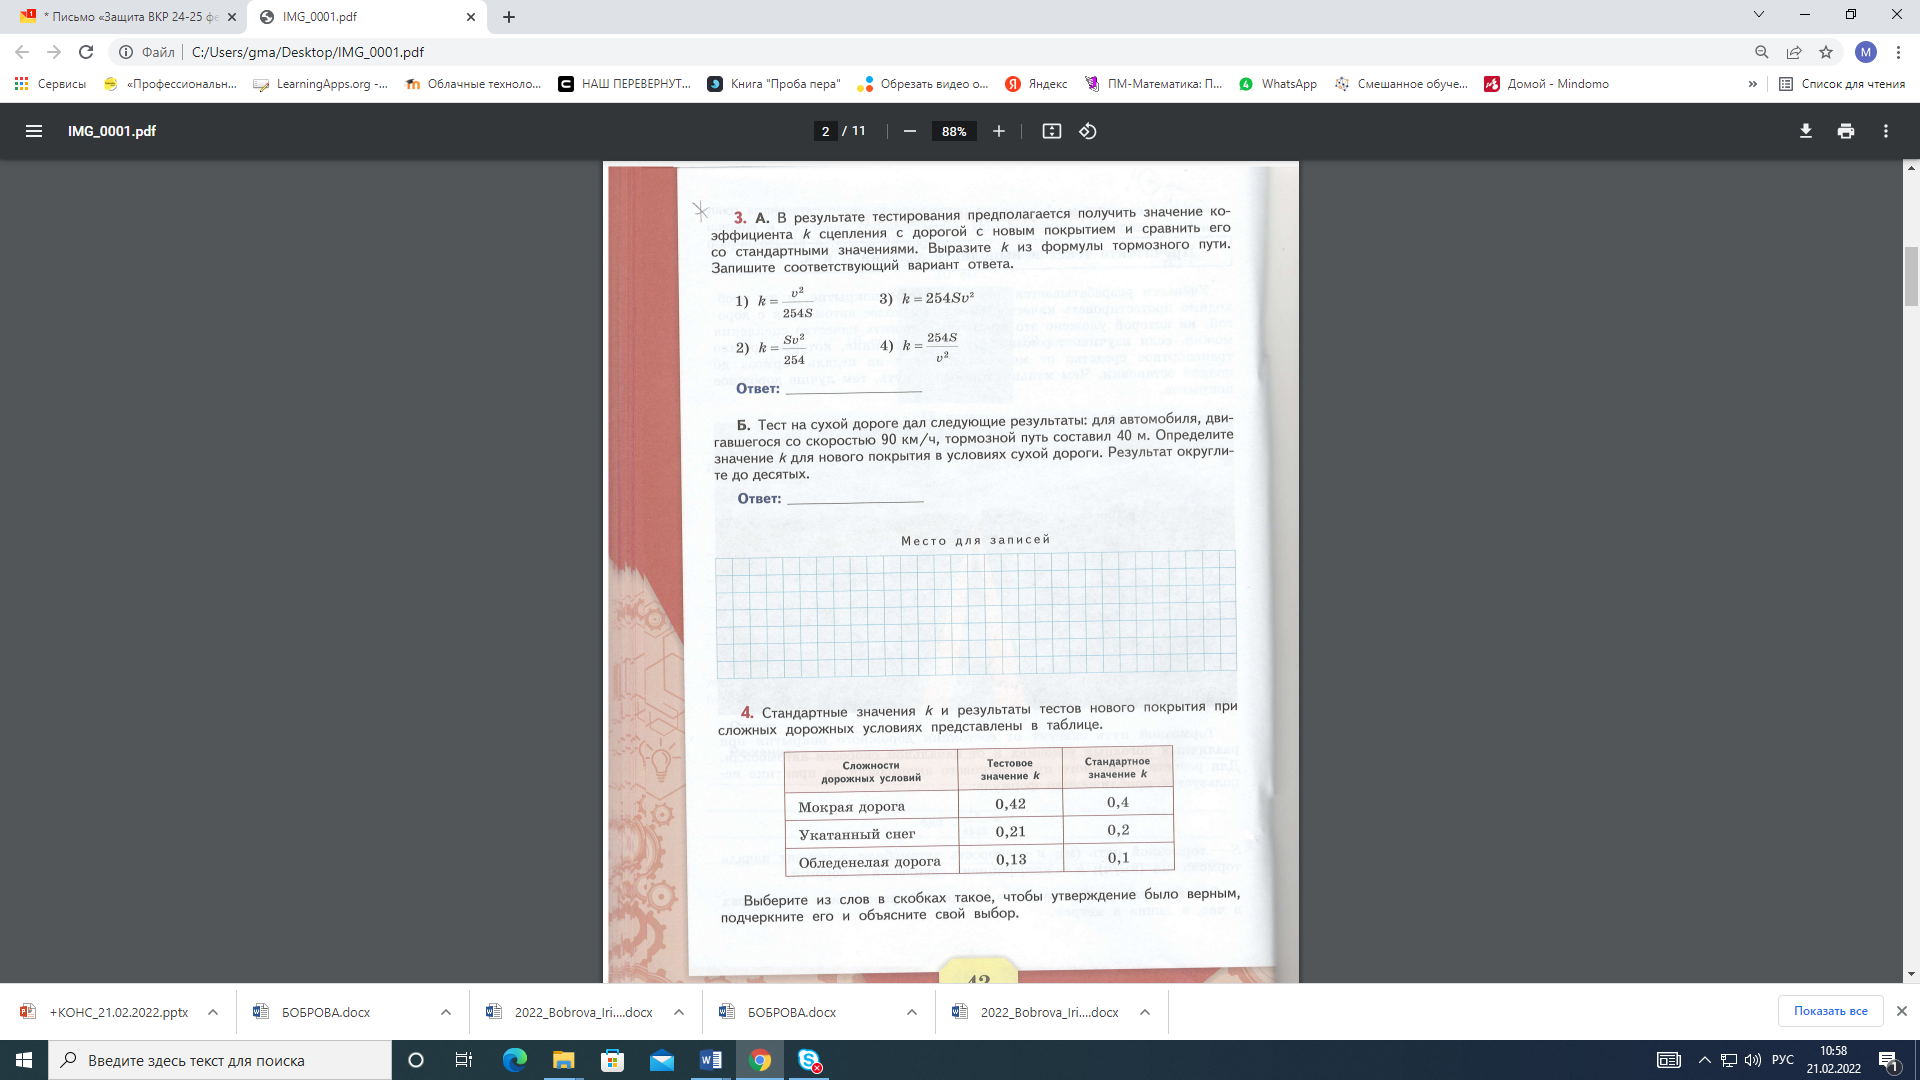 * Письмо «Защита ВКР 24-25 фе
IMG_0001.pdf
Файл C:/Users/gma/Desktop/IMG_0001.pdf
M
Сервисы «Профессиональн... LearningApps.org -... Облачные техноло... НАШ ПЕРЕВЕРНУТ... Книга "Проба пера" Обрезать видео о... Яндекс ПМ-Математика: П... WhatsApp Смешанное обуче... Домой - Mindomo » Список для чтения
IMG_0001.pdf 2 / 11 — 88% +
3. А. В результате тестирования предполагается получить значение ко-
эффициента k сцепления с дорогой с новым покрытием и сравнить его
со стандартными значениями. Выразите k из формулы тормозного пути.
Запишите соответствующий вариант ответа.
1) k = v²/254S 3) k = 254Sv²
2) k = Sv²/254 4) k = 254S/v²
Ответ:
Б. Тест на сухой дороге дал следующие результаты: для автомобиля, дви-
гавшегося со скоростью 90 км/ч, тормозной путь составил 40 м. Определите
значение k для нового покрытия в условиях сухой дороги. Результат округли-
те до десятых.
Ответ:
Место для записей
4. Стандартные значения k и результаты тестов нового покрытия при
сложных дорожных условиях представлены в таблице.
Сложности дорожных условий Тестовое значение k Стандартное значение k
Мокрая дорога 0,42 0,4
Укатанный снег 0,21 0,2
Обледенелая дорога 0,13 0,1
Выберите из слов в скобках такое, чтобы утверждение было верным,
подчеркните его и объясните свой выбор.
+КОНС_21.02.2022.pptx БОБРОВА.docx 2022_Bobrova_Iri....docx БОБРОВА.docx 2022_Bobrova_Iri....docx Показать все
Введите здесь текст для поиска
РУС
10:58
21.02.2022
1